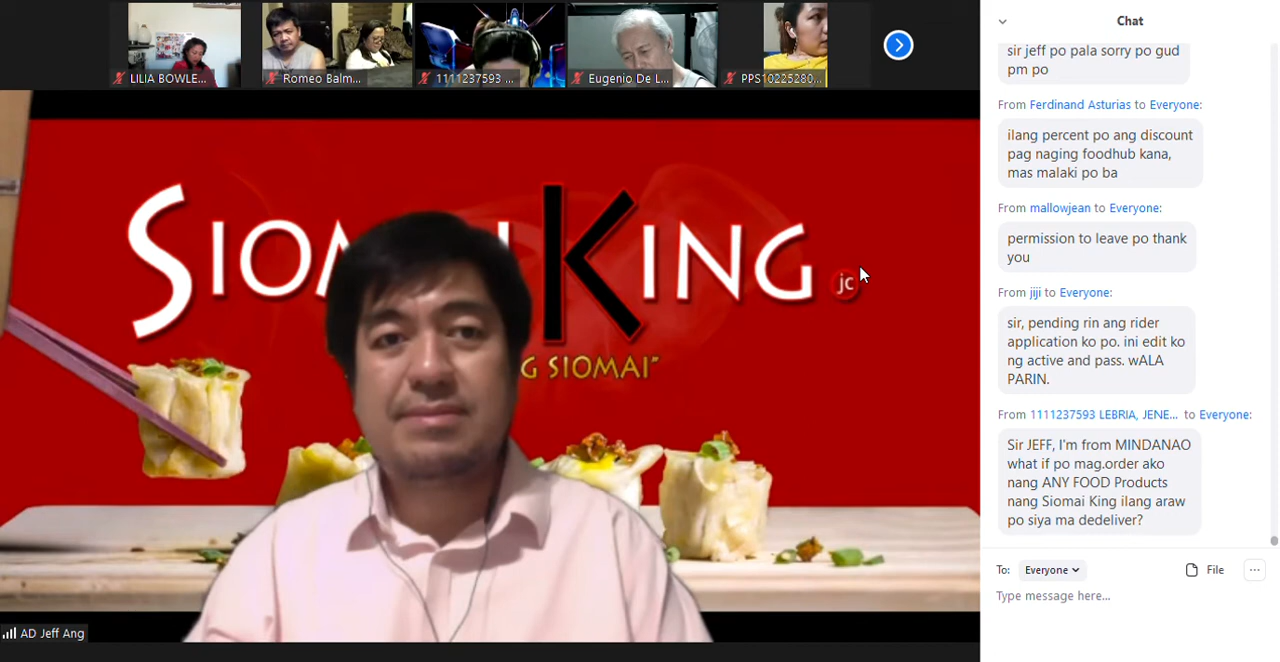 LILIA BOWLE...
Romeo Balm...
1111237593 ...
Eugenio De L...
PPS10225280...
SIOMAI KING
jc
G SIOMAI"
AD Jeff Ang
Chat
sir jeff po pala sorry po gud
pm po
From Ferdinand Asturias to Everyone:
ilang percent po ang discount
pag naging foodhub kana,
mas malaki po ba
From mallowjean to Everyone:
permission to leave po thank
you
From jiji to Everyone:
sir, pending rin ang rider
application ko po. ini edit ko
ng active and pass. wALA
PARIN.
From 1111237593 LEBRIA, JENE... to Everyone:
Sir JEFF, I'm from MINDANAO
what if po mag.order ako
nang ANY FOOD Products
nang Siomai King ilang araw
po siya ma dedeliver?
To: Everyone
File
Type message here...